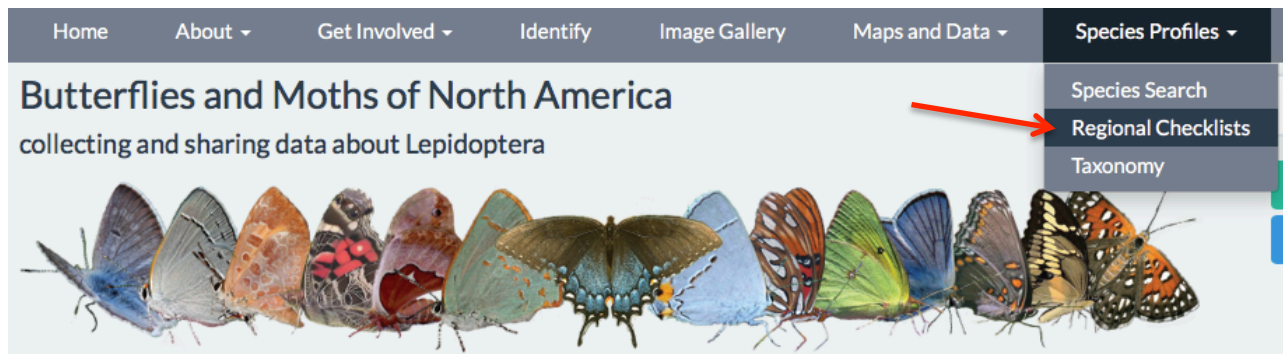 Home About Get Involved Identify Image Gallery Maps and Data Species Profiles
Species Search
Regional Checklists
Taxonomy
Butterflies and Moths of North America
collecting and sharing data about Lepidoptera